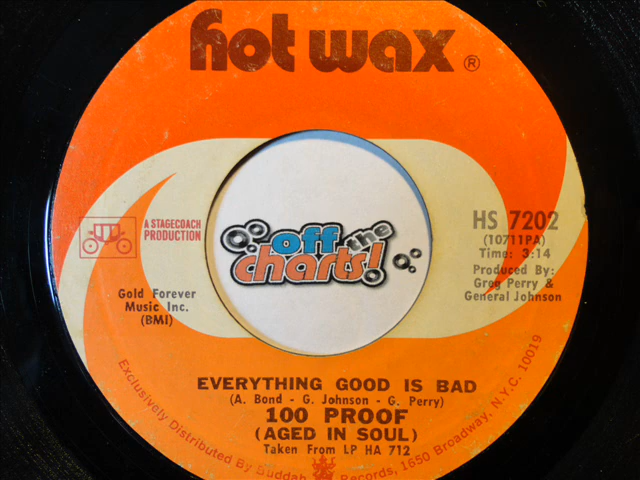 hot wax ®
A STAGECOACH
PRODUCTION
Gold Forever
Music Inc.
(BMI)
off
the
charts!
HS 7202
(10711PA)
Time: 3:14
Produced By:
Greg Perry &
General Johnson
EVERYTHING GOOD IS BAD
(A. Bond - G. Johnson - G. Perry)
100 PROOF
(AGED IN SOUL)
Taken From LP HA 712
Exclusively Distributed by Buddah Records, 1650 Broadway, N.Y.C. 10019